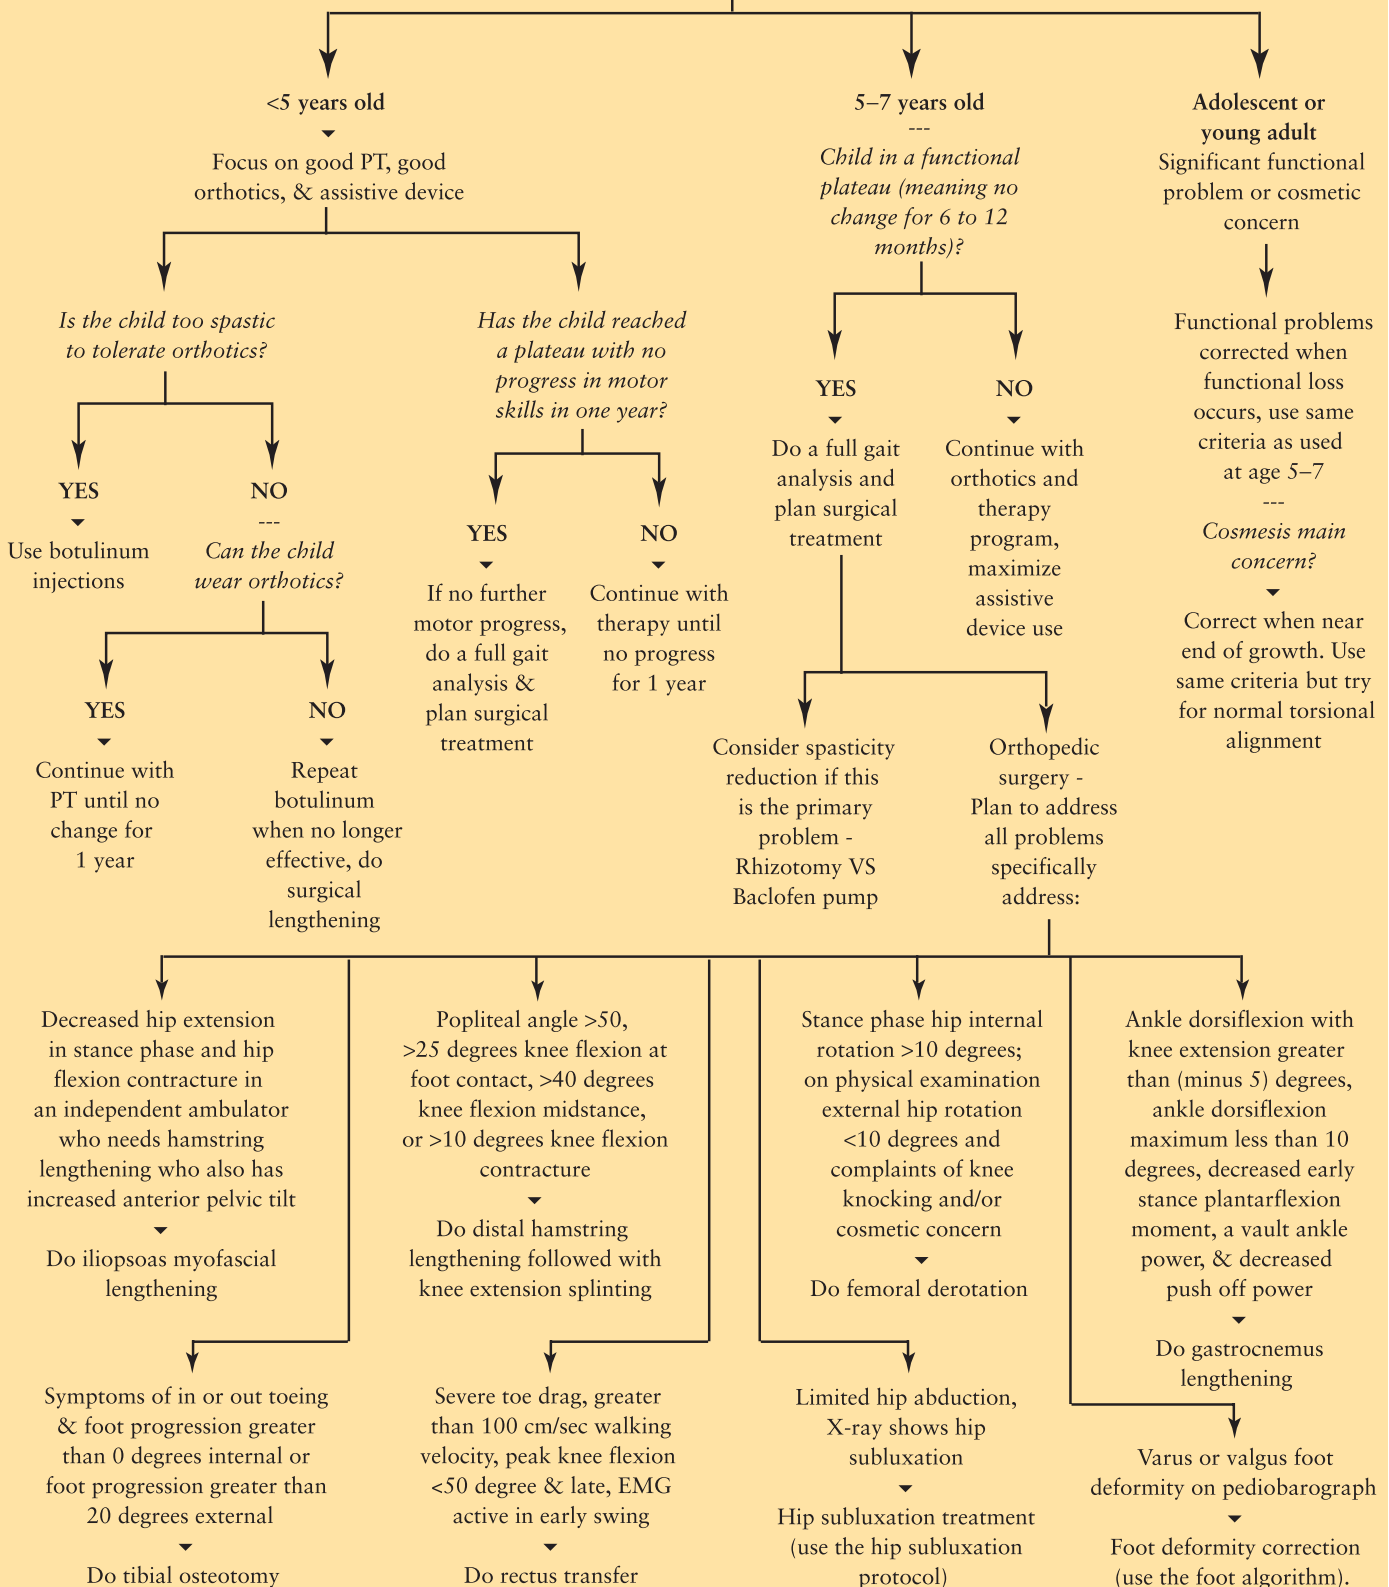 <5 years old
Focus on good PT, good
orthotics, & assistive device
Is the child too spastic
to tolerate orthotics?
YES
Use botulinum
injections
NO
---
Can the child
wear orthotics?
YES
Continue with
PT until no
change for
1 year
NO
Repeat
botulinum
when no longer
effective, do
surgical
lengthening
Has the child reached
a plateau with no
progress in motor
skills in one year?
YES
If no further
motor progress,
do a full gait
analysis &
plan surgical
treatment
NO
Continue with
therapy until
no progress
for 1 year
5–7 years old
---
Child in a functional
plateau (meaning no
change for 6 to 12
months)?
YES
Do a full gait
analysis and
plan surgical
treatment
NO
Continue with
orthotics and
therapy
program,
maximize
assistive
device use
Consider spasticity
reduction if this
is the primary
problem -
Rhizotomy VS
Baclofen pump
Orthopedic
surgery -
Plan to address
all problems
specifically
address:
Adolescent or
young adult
Significant functional
problem or cosmetic
concern
Functional problems
corrected when
functional loss
occurs, use same
criteria as used
at age 5–7
---
Cosmesis main
concern?
Correct when near
end of growth. Use
same criteria but try
for normal torsional
alignment
Decreased hip extension
in stance phase and hip
flexion contracture in
an independent ambulator
who needs hamstring
lengthening who also has
increased anterior pelvic tilt
Do iliopsoas myofascial
lengthening
Popliteal angle >50,
>25 degrees knee flexion at
foot contact, >40 degrees
knee flexion midstance,
or >10 degrees knee flexion
contracture
Do distal hamstring
lengthening followed with
knee extension splinting
Stance phase hip internal
rotation >10 degrees;
on physical examination
external hip rotation
<10 degrees and
complaints of knee
knocking and/or
cosmetic concern
Do femoral derotation
Ankle dorsiflexion with
knee extension greater
than (minus 5) degrees,
ankle dorsiflexion
maximum less than 10
degrees, decreased early
stance plantarflexion
moment, a vault ankle
power, & decreased
push off power
Do gastrocnemus
lengthening
Symptoms of in or out toeing
& foot progression greater
than 0 degrees internal or
foot progression greater than
20 degrees external
Do tibial osteotomy
Severe toe drag, greater
than 100 cm/sec walking
velocity, peak knee flexion
<50 degree & late, EMG
active in early swing
Do rectus transfer
Limited hip abduction,
X-ray shows hip
subluxation
Hip subluxation treatment
(use the hip subluxation
protocol)
Varus or valgus foot
deformity on pediobarograph
Foot deformity correction
(use the foot algorithm).